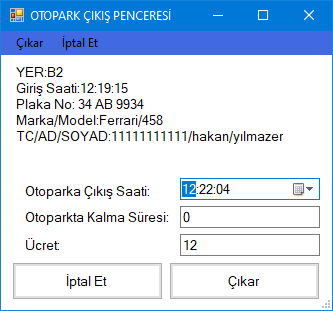 OTOPARK ÇIKIŞ PENCERESİ
Çıkar İptal Et
YER:B2
Giriş Saati:12:19:15
Plaka No: 34 AB 9934
Marka/Model:Ferrari/458
TC/AD/SOYAD:11111111111/hakan/yılmazer
Otoparka Çıkış Saati: 12:22:04
Otoparkta Kalma Süresi: 0
Ücret: 12
İptal Et Çıkar